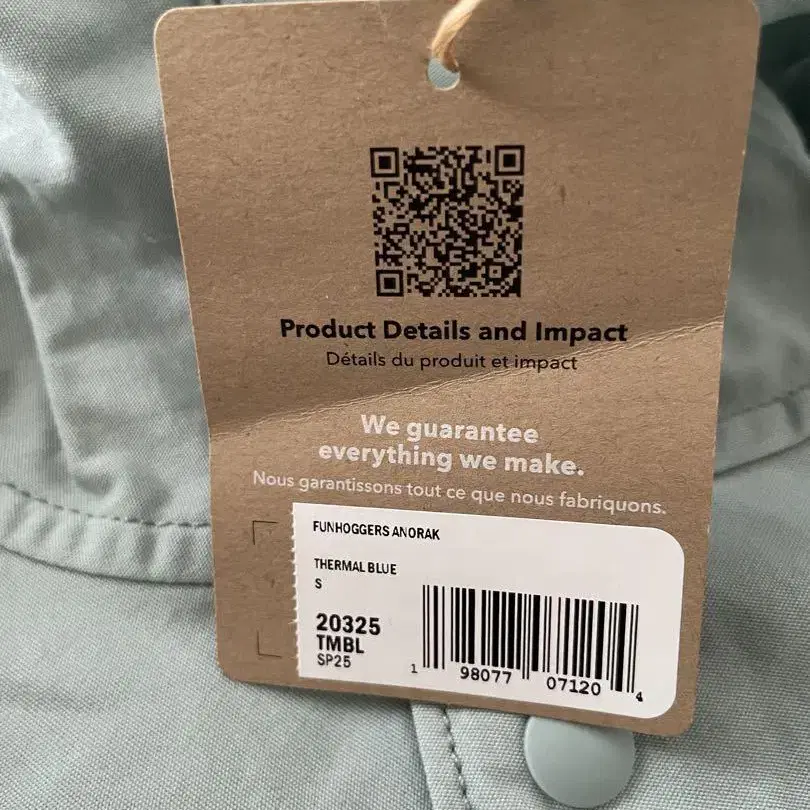 Product Details and Impact
Détails du produit et impact
We guarantee
everything we make.
Nous garantissons tout ce que nous fabriquons.
FUNHOGGERS ANORAK
THERMAL BLUE
S
20325
TMBL
SP25
1 98077 07120 4